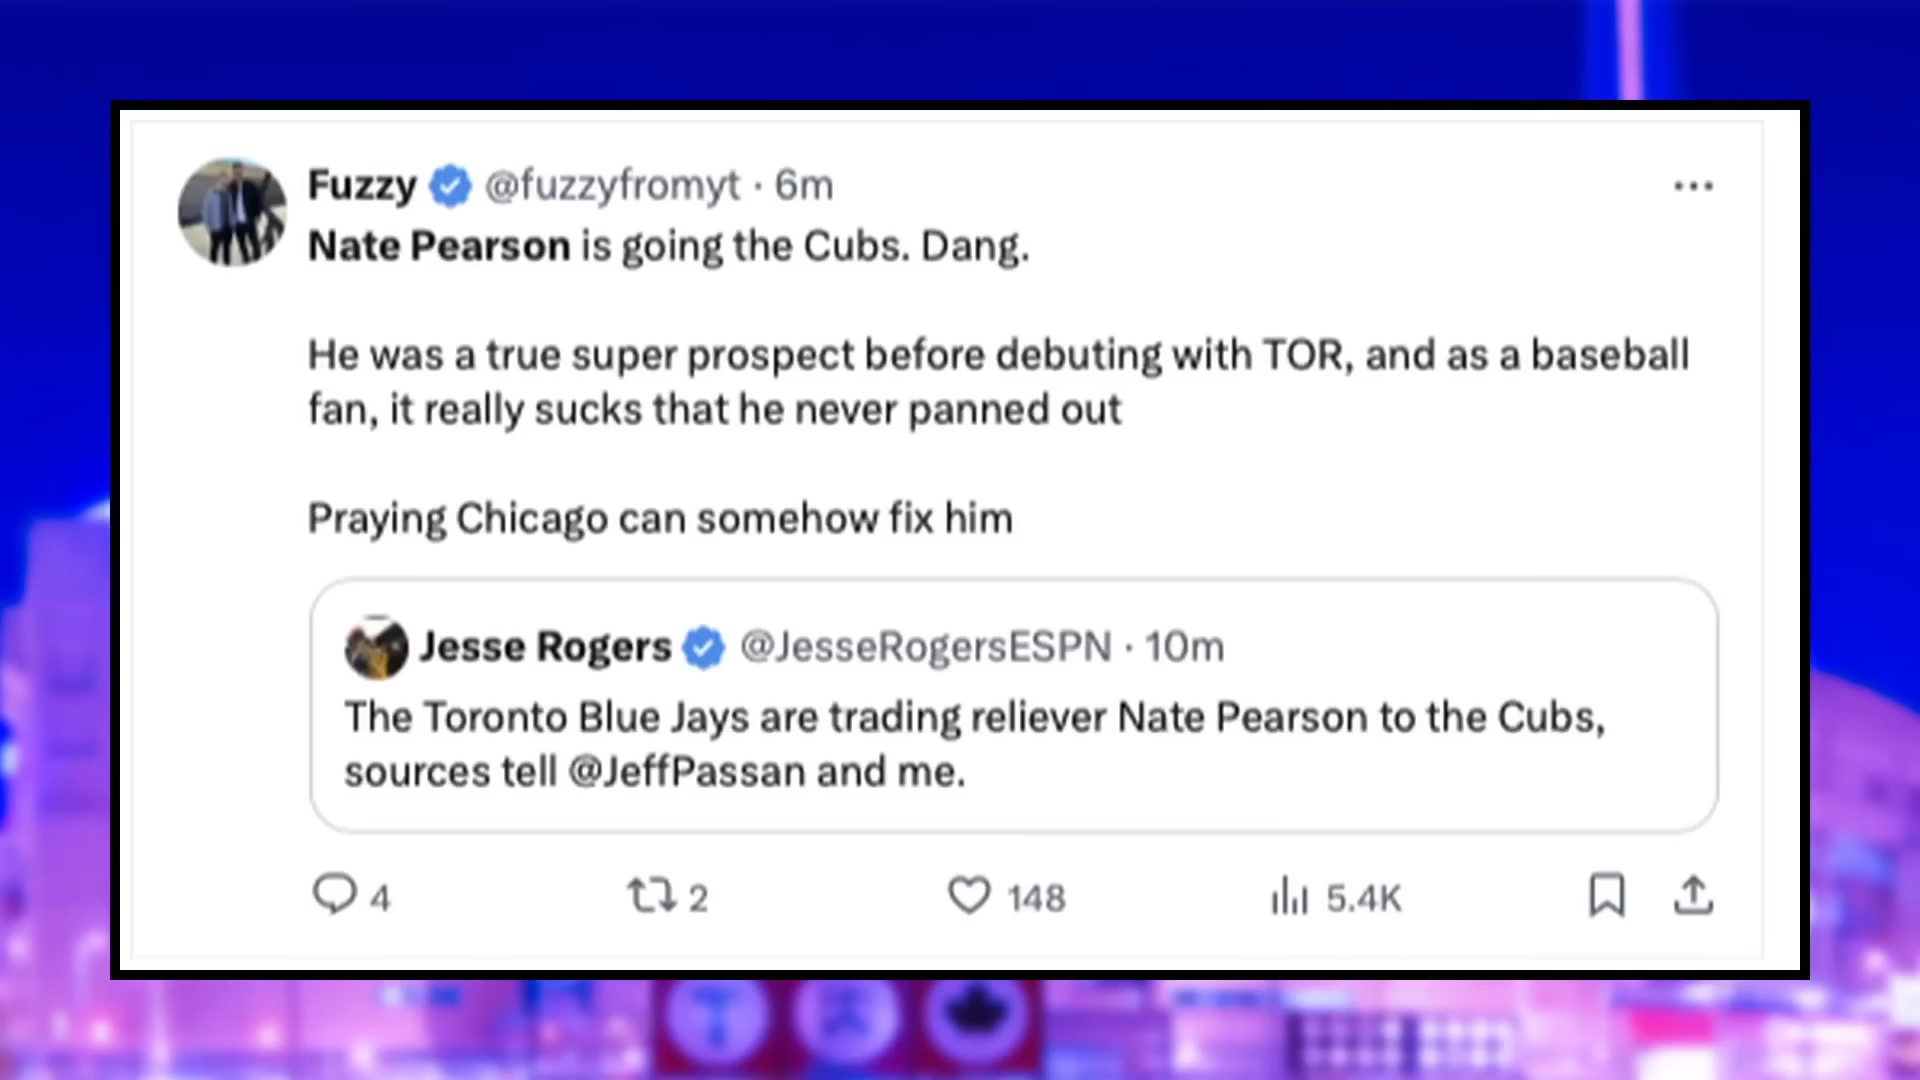 Fuzzy @fuzzyfromyt · 6m
Nate Pearson is going the Cubs. Dang.
He was a true super prospect before debuting with TOR, and as a baseball
fan, it really sucks that he never panned out
Praying Chicago can somehow fix him
Jesse Rogers @JesseRogersESPN · 10m
The Toronto Blue Jays are trading reliever Nate Pearson to the Cubs,
sources tell @JeffPassan and me.
4 2 148 5.4K